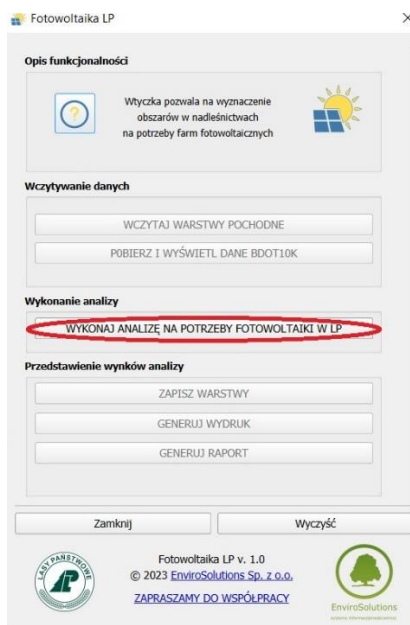 Fotowoltaika LP
Opis funkcjonalności
Wtyczka pozwala na wyznaczenie
obszarów w nadleśnictwach
na potrzeby farm fotowoltaicznych
Wczytywanie danych
WCZYTAJ WARSTWY POCHODNE
P0BIERZ I WYŚWIETL DANE BDOT10K
Wykonanie analizy
WYKONAJ ANALIZĘ NA POTRZEBY FOTOWOLTAIKI W LP
Przedstawienie wynków analizy
ZAPISZ WARSTWY
GENERUJ WYDRUK
GENERUJ RAPORT
Zamknij
Wyczyść
LASY PAŃSTWOWE
Fotowoltaika LP v. 1.0
© 2023 EnviroSolutions Sp. z o.o.
ZAPRASZAMY DO WSPÓŁPRACY
EnviroSolutions